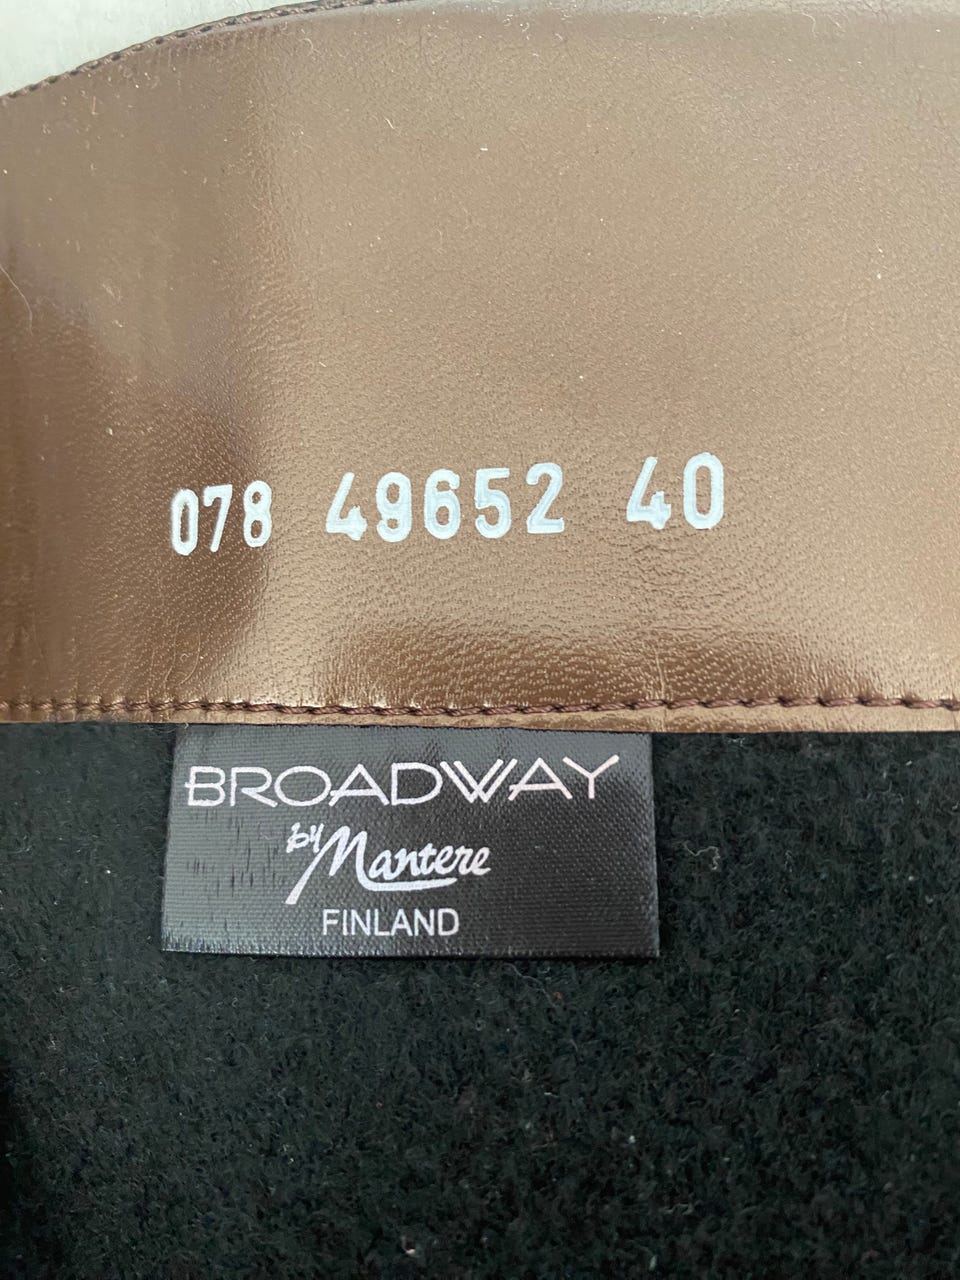 078 49652 40
BROADWAY
by Mantere
FINLAND